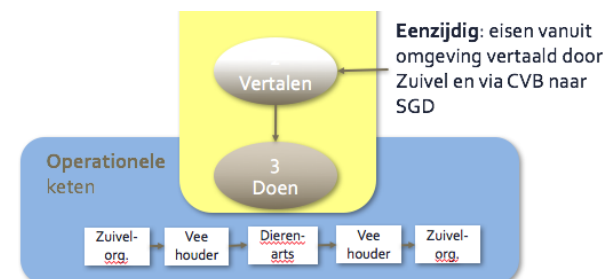 Eenzijdig: eisen vanuit
omgeving vertaald door
Zuivel en via CVB naar
SGD
Vertalen
3
Doen
Operationele
keten
Zuivel-
org.
Vee
houder
Dieren-
arts
Vee
houder
Zuivel-
org.